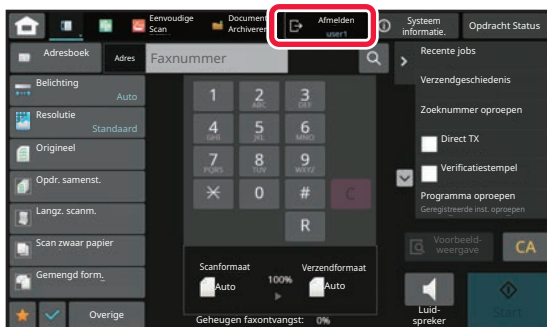 Eenvoudige
Scan
Document
Archiveren
Afmelden
user1
Systeem
informatie.
Opdracht Status
Adresboek
Adres
Faxnummer
Belichting
Auto
Resolutie
Standaard
Origineel
Opdr. samenst.
Langz. scanm.
Scan zwaar papier
Gemengd form_
Overige
1
2
ABC
3
DEF
4
GHI
5
JKL
6
MNO
7
PQRS
8
TUV
9
WXYZ
0
#
C
R
Scanformaat
Auto
100%
Verzendformaat
Auto
Geheugen faxontvangst: 0%
Recente jobs
Verzendgeschiedenis
Zoeknummer oproepen
Direct TX
Verificatiestempel
Programma oproepen
Geregistreerde inst. oproepen
Voorbeeld-
weergave
CA
Luid-
spreker
Start